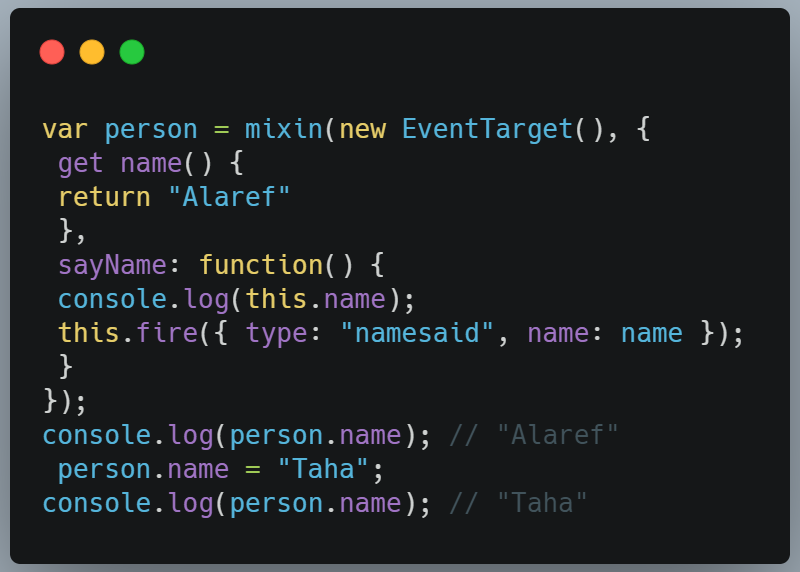 var person = mixin(new EventTarget(), {
 get name() {
 return "Alaref"
 },
 sayName: function() {
 console.log(this.name);
 this.fire({ type: "namesaid", name: name });
 }
});
console.log(person.name); // "Alaref"
 person.name = "Taha";
console.log(person.name); // "Taha"